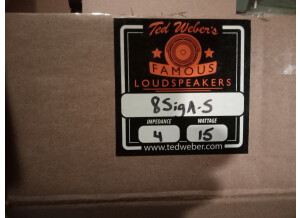 Ted Weber's
FAMOUS
LOUDSPEAKERS
8SigA-S
IMPEDANCE WATTAGE
4 15
www.tedweber.com